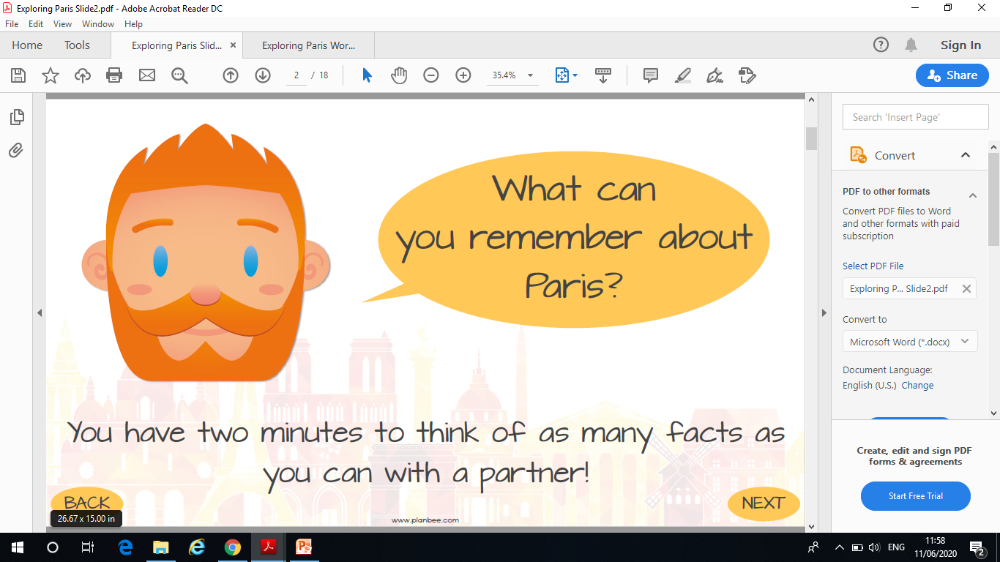 Exploring Paris Slide2.pdf - Adobe Acrobat Reader DC
File Edit View Window Help
Home Tools Exploring Paris Slid... × Exploring Paris Wor... Sign In
2 / 18 35.4% Share
What can
you remember about
Paris?
You have two minutes to think of as many facts as
you can with a partner!
BACK
NEXT
26.67 x 15.00 in
www.planbee.com
Search 'Insert Page'
Convert
PDF to other formats
Convert PDF files to Word
and other formats with paid
subscription
Select PDF File
Exploring P... Slide2.pdf
Convert to
Microsoft Word (*.docx)
Document Language:
English (U.S.) Change
Create, edit and sign PDF
forms & agreements
Start Free Trial
ENG
11:58
11/06/2020
2